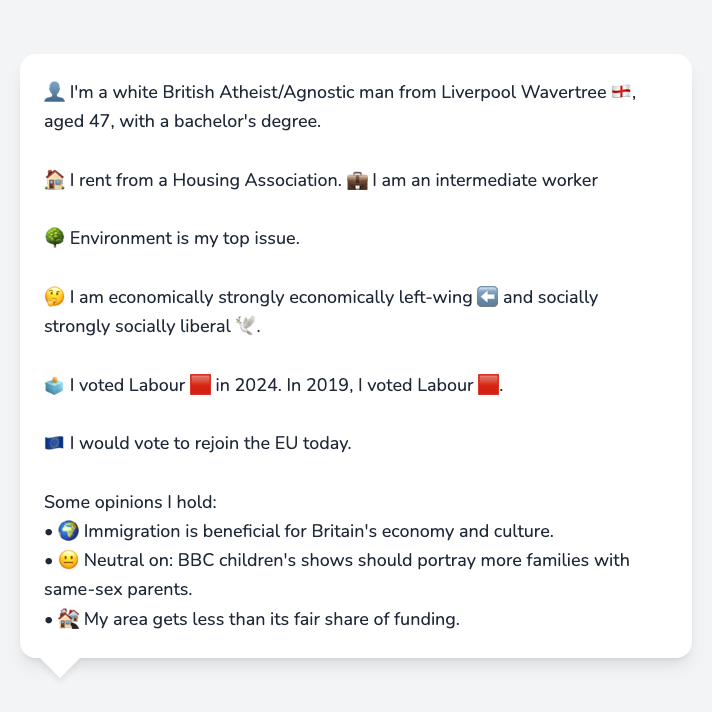 👤 I'm a white British Atheist/Agnostic man from Liverpool Wavertree 🏴󠁧󠁢󠁥󠁮󠁧󠁿,
aged 47, with a bachelor's degree.
🏠 I rent from a Housing Association. 💼 I am an intermediate worker
🌳 Environment is my top issue.
🤔 I am economically strongly economically left-wing ⬅️ and socially
strongly socially liberal 🕊️.
🗳️ I voted Labour 🟥 in 2024. In 2019, I voted Labour 🟥.
🇪🇺 I would vote to rejoin the EU today.
Some opinions I hold:
• 🌍 Immigration is beneficial for Britain's economy and culture.
• 😐 Neutral on: BBC children's shows should portray more families with
same-sex parents.
• 🏘️ My area gets less than its fair share of funding.